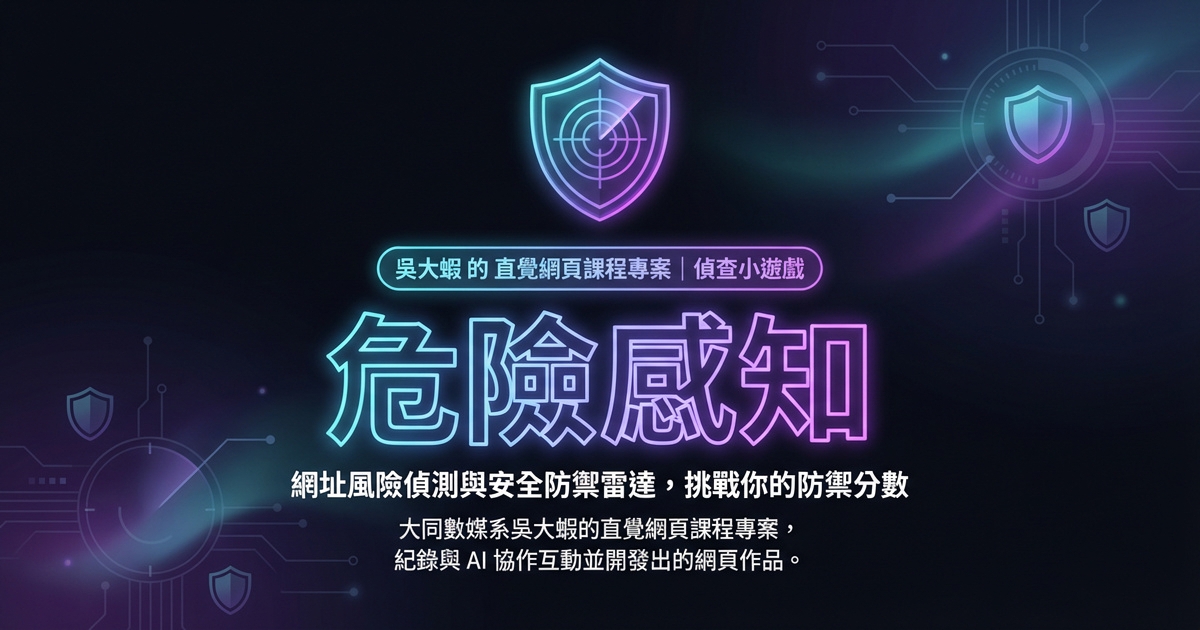 吳大蝦 的 直覺網頁課程專案｜偵查小遊戲
危險感知
網址風險偵測與安全防禦雷達，挑戰你的防禦分數
大同數媒系吳大蝦的直覺網頁課程專案，
紀錄與 AI 協作互動並開發出的網頁作品。